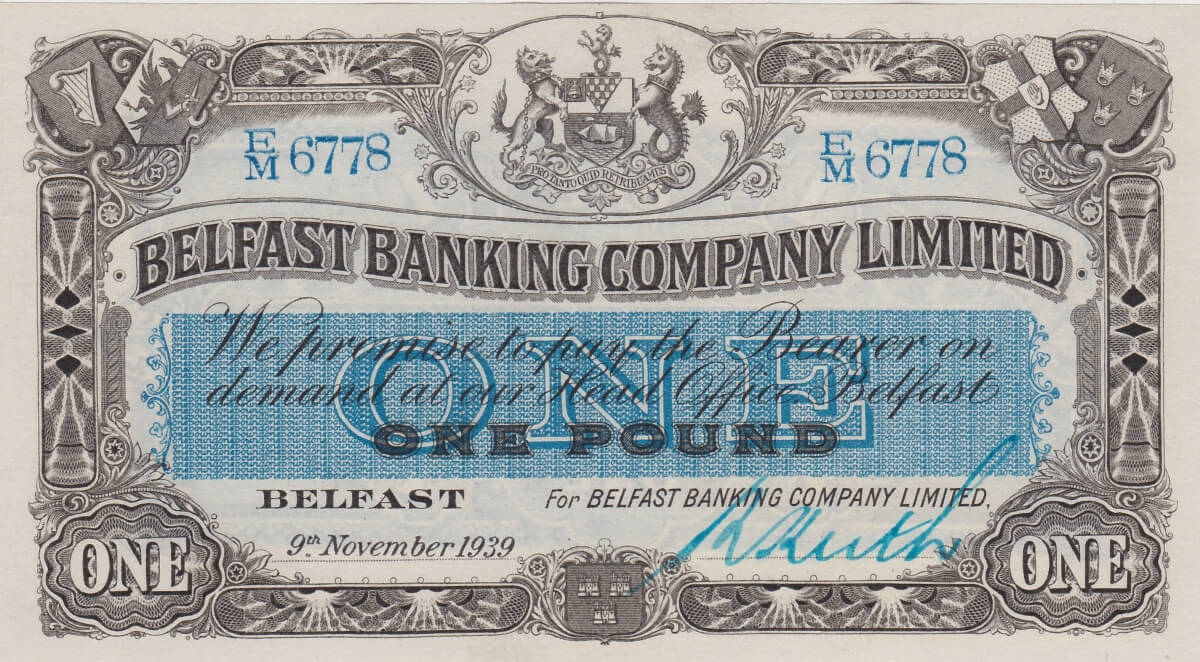 E/M 6778
E/M 6778
PRO TANTO QUID RETRIBUAMUS
BELFAST BANKING COMPANY LIMITED
ONE
We promise to pay the Bearer on
demand at our Head Office Belfast
ONE POUND
BELFAST
For BELFAST BANKING COMPANY LIMITED,
9th November 1939
ONE
ONE